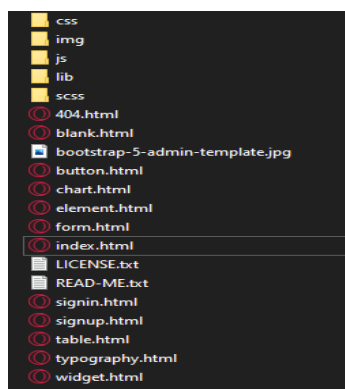 css
img
js
lib
scss
404.html
blank.html
bootstrap-5-admin-template.jpg
button.html
chart.html
element.html
form.html
index.html
LICENSE.txt
READ-ME.txt
signin.html
signup.html
table.html
typography.html
widget.html